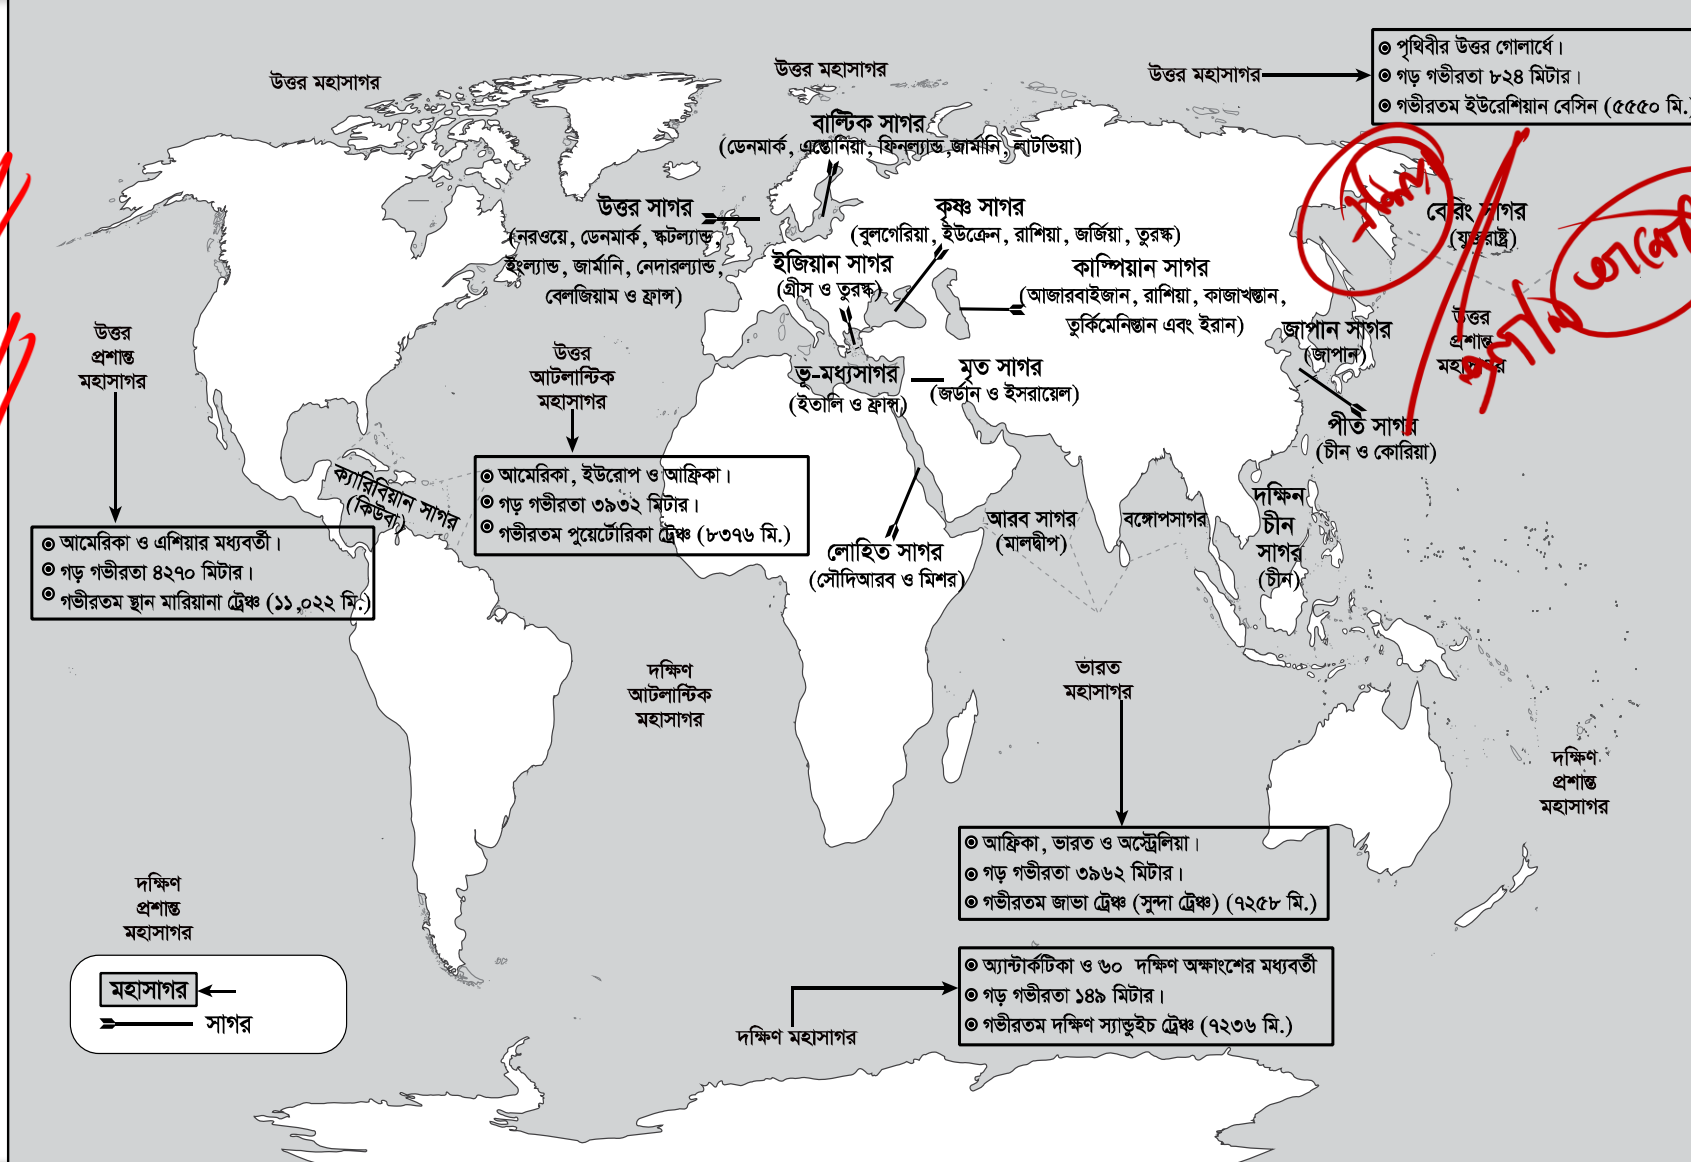 উত্তর মহাসাগর
উত্তর মহাসাগর
উত্তর মহাসাগর
পৃথিবীর উত্তর গোলার্ধে।
গড় গভীরতা ৮২৪ মিটার।
গভীরতম ইউরেশিয়ান বেসিন (৫৫৫০ মি.)
বাল্টিক সাগর
(ডেনমার্ক, এস্তোনিয়া, ফিনল্যান্ড,জার্মানি, লাটভিয়া)
উত্তর সাগর
(নরওয়ে, ডেনমার্ক, স্কটল্যান্ড,
ইংল্যান্ড, জার্মানি, নেদারল্যান্ড,
বেলজিয়াম ও ফ্রান্স)
কৃষ্ণ সাগর
(বুলগেরিয়া, ইউক্রেন, রাশিয়া, জর্জিয়া, তুরস্ক)
ইজিয়ান সাগর
(গ্রীস ও তুরস্ক)
কাস্পিয়ান সাগর
(আজারবাইজান, রাশিয়া, কাজাখস্তান,
তুর্কিমেনিস্তান এবং ইরান)
বেরিং সাগর
(যুক্তরাষ্ট্র)
জাপান সাগর
(জাপান)
উত্তর
প্রশান্ত
মহাসাগর
উত্তর
প্রশান্ত
মহাসাগর
উত্তর
আটলান্টিক
মহাসাগর
ভূ-মধ্যসাগর
(ইতালি ও ফ্রান্স)
মৃত সাগর
(জর্ডান ও ইসরায়েল)
পীত সাগর
(চীন ও কোরিয়া)
ক্যারিবিয়ান সাগর
(কিউবা)
আমেরিকা, ইউরোপ ও আফ্রিকা।
গড় গভীরতা ৩৯৩২ মিটার।
গভীরতম পুয়ের্টোরিকা ট্রেঞ্চ (৮৩৭৬ মি.)
আমেরিকা ও এশিয়ার মধ্যবর্তী।
গড় গভীরতা ৪২৭০ মিটার।
গভীরতম স্থান মারিয়ানা ট্রেঞ্চ (১১,০২২ মি.)
লোহিত সাগর
(সৌদিআরব ও মিশর)
আরব সাগর
(মালদ্বীপ)
বঙ্গোপসাগর
দক্ষিন
চীন
সাগর
(চীন)
দক্ষিণ
আটলান্টিক
মহাসাগর
ভারত
মহাসাগর
দক্ষিণ
প্রশান্ত
মহাসাগর
আফ্রিকা, ভারত ও অস্ট্রেলিয়া।
গড় গভীরতা ৩৯৬২ মিটার।
গভীরতম জাভা ট্রেঞ্চ (সুন্দা ট্রেঞ্চ) (৭২৫৮ মি.)
দক্ষিণ
প্রশান্ত
মহাসাগর
মহাসাগর
সাগর
দক্ষিণ মহাসাগর
অ্যান্টার্কটিকা ও ৬০ দক্ষিণ অক্ষাংশের মধ্যবর্তী
গড় গভীরতা ১৪৯ মিটার।
গভীরতম দক্ষিণ স্যান্ডুইচ ট্রেঞ্চ (৭২৩৬ মি.)